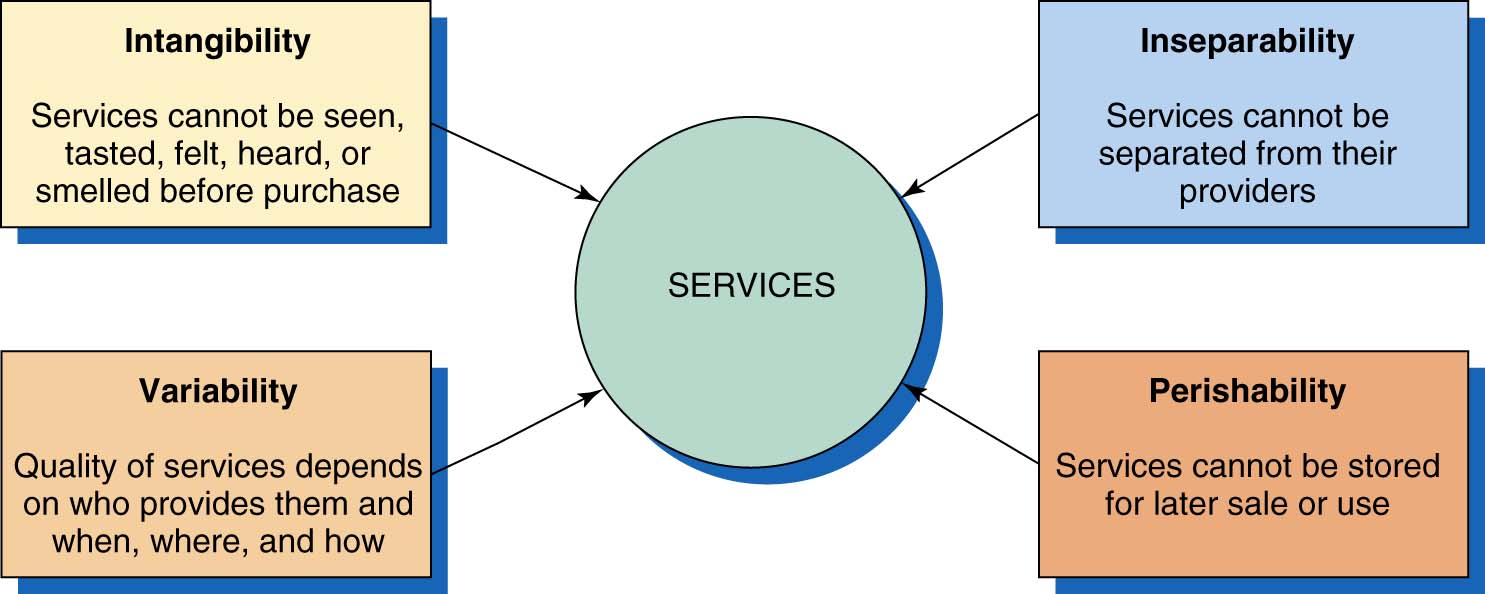 Intangibility
Services cannot be seen,
tasted, felt, heard, or
smelled before purchase
Inseparability
Services cannot be
separated from their
providers
SERVICES
Variability
Quality of services depends
on who provides them and
when, where, and how
Perishability
Services cannot be stored
for later sale or use